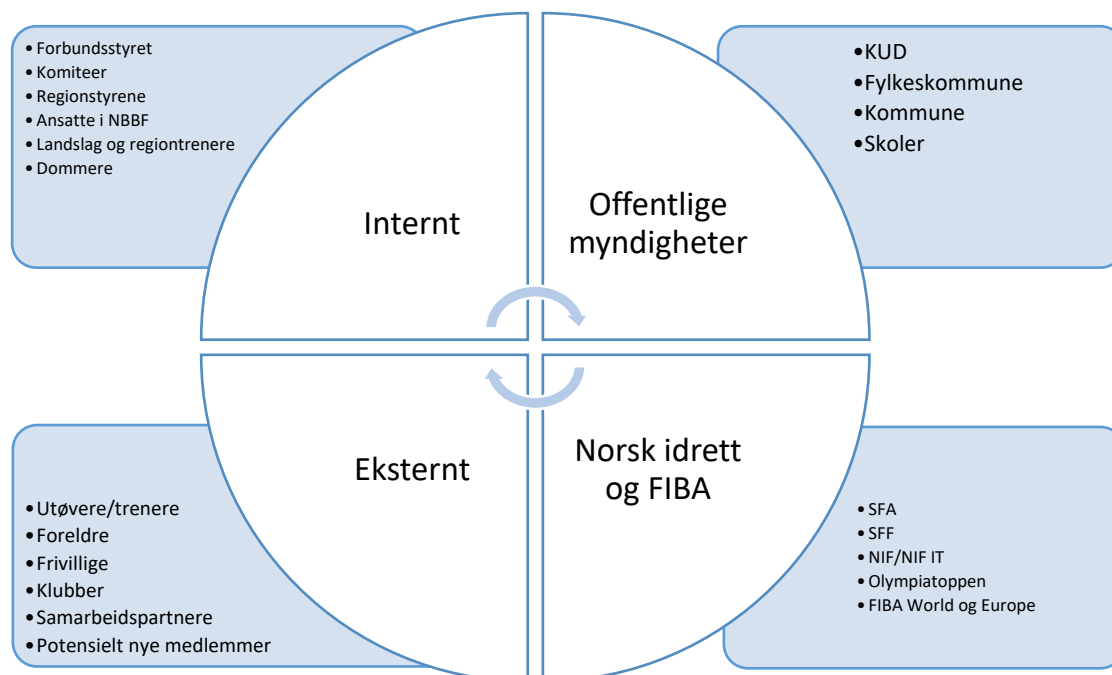 • Forbundsstyret
• Komiteer
• Regionstyrene
• Ansatte i NBBF
• Landslag og regiontrenere
• Dommere
Internt
•KUD
•Fylkeskommune
•Kommune
•Skoler
Offentlige
myndigheter
Eksternt
• Utøvere/trenere
• Foreldre
• Frivillige
• Klubber
• Samarbeidspartnere
• Potensielt nye medlemmer
Norsk idrett
og FIBA
• SFA
• SFF
• NIF/NIF IT
• Olympiatoppen
• FIBA World og Europe